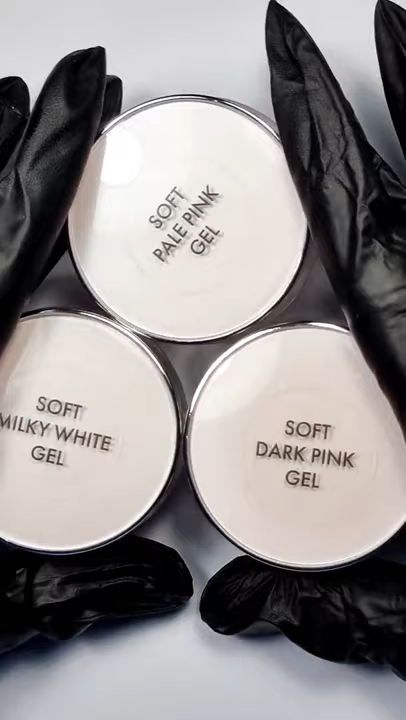 SOFT
PALE PINK
GEL
SOFT
MILKY WHITE
GEL
SOFT
DARK PINK
GEL